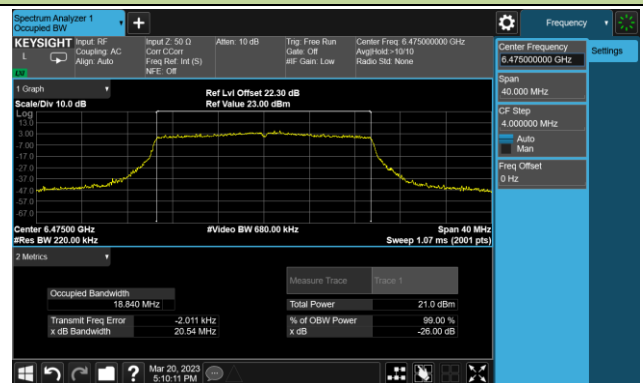 Spectrum Analyzer 1
Occupied BW
+
Frequency
KEYSIGHT
L
Input: RF
Coupling: AC
Align: Auto
Input Z: 50 Ω
Corr CCorr
Freq Ref: Int (S)
NFE: Off
Atten: 10 dB
Trig: Free Run
Gate: Off
#IF Gain: Low
Center Freq: 6.475000000 GHz
Avg|Hold:>10/10
Radio Std: None
Center Frequency
6.475000000 GHz
Settings
Span
40.000 MHz
CF Step
4.000000 MHz
Auto
Man
Freq Offset
0 Hz
1 Graph
Scale/Div 10.0 dB
Ref Lvl Offset 22.30 dB
Ref Value 23.00 dBm
Log
13.0
3.00
-7.00
-17.0
-27.0
-37.0
-47.0
-57.0
-67.0
Center 6.47500 GHz
#Res BW 220.00 kHz
#Video BW 680.00 kHz
Span 40 MHz
Sweep 1.07 ms (2001 pts)
2 Metrics
Measure Trace
Trace 1
Occupied Bandwidth
18.840 MHz
Total Power
21.0 dBm
Transmit Freq Error
-2.011 kHz
% of OBW Power
99.00 %
x dB Bandwidth
20.54 MHz
x dB
-26.00 dB
?
Mar 20, 2023
5:10:11 PM